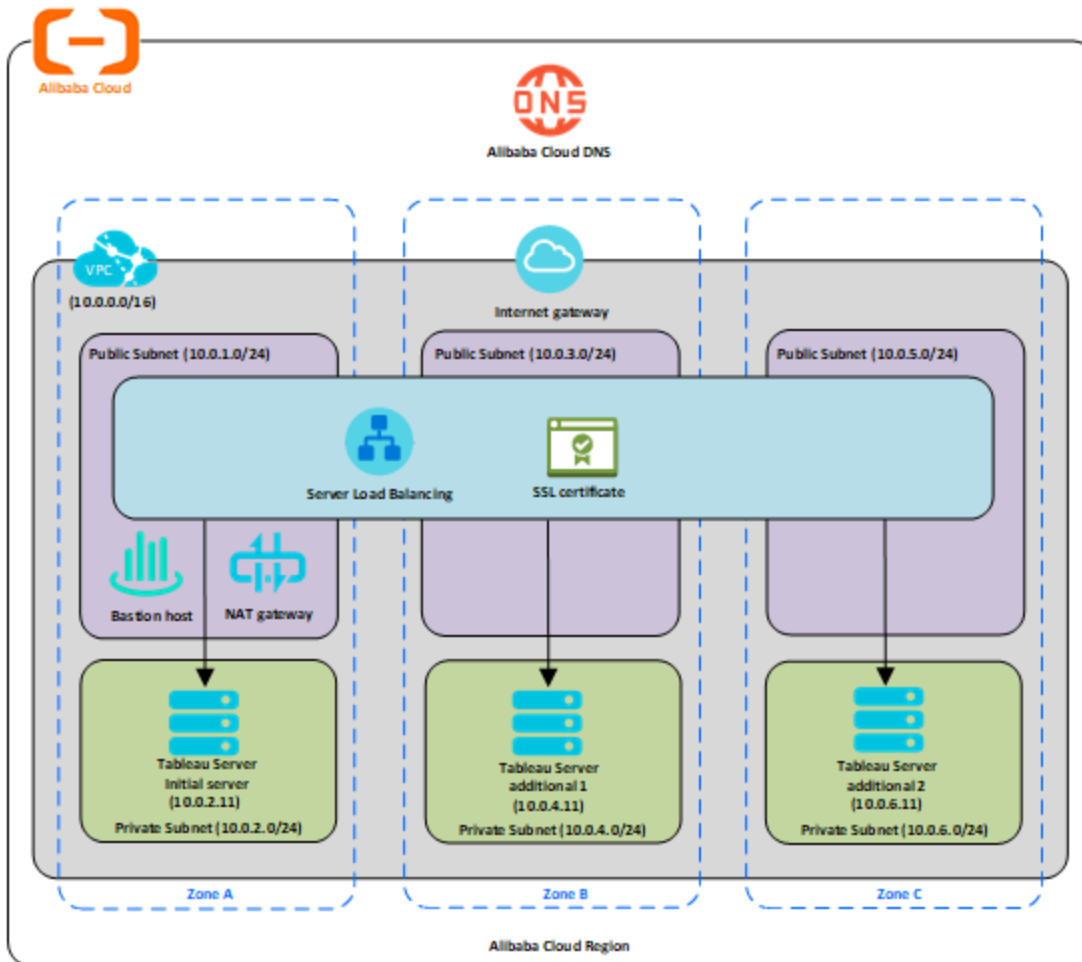 Alibaba Cloud
DNS
Alibaba Cloud DNS
VPC
(10.0.0.0/16)
Internet gateway
Public Subnet (10.0.1.0/24)
Public Subnet (10.0.3.0/24)
Public Subnet (10.0.5.0/24)
Server Load Balancing
SSL certificate
Bastion host
NAT gateway
Tableau Server
Initial server
(10.0.2.11)
Private Subnet (10.0.2.0/24)
Tableau Server
additional 1
(10.0.4.11)
Private Subnet (10.0.4.0/24)
Tableau Server
additional 2
(10.0.6.11)
Private Subnet (10.0.6.0/24)
Zone A
Zone B
Zone C
Alibaba Cloud Region